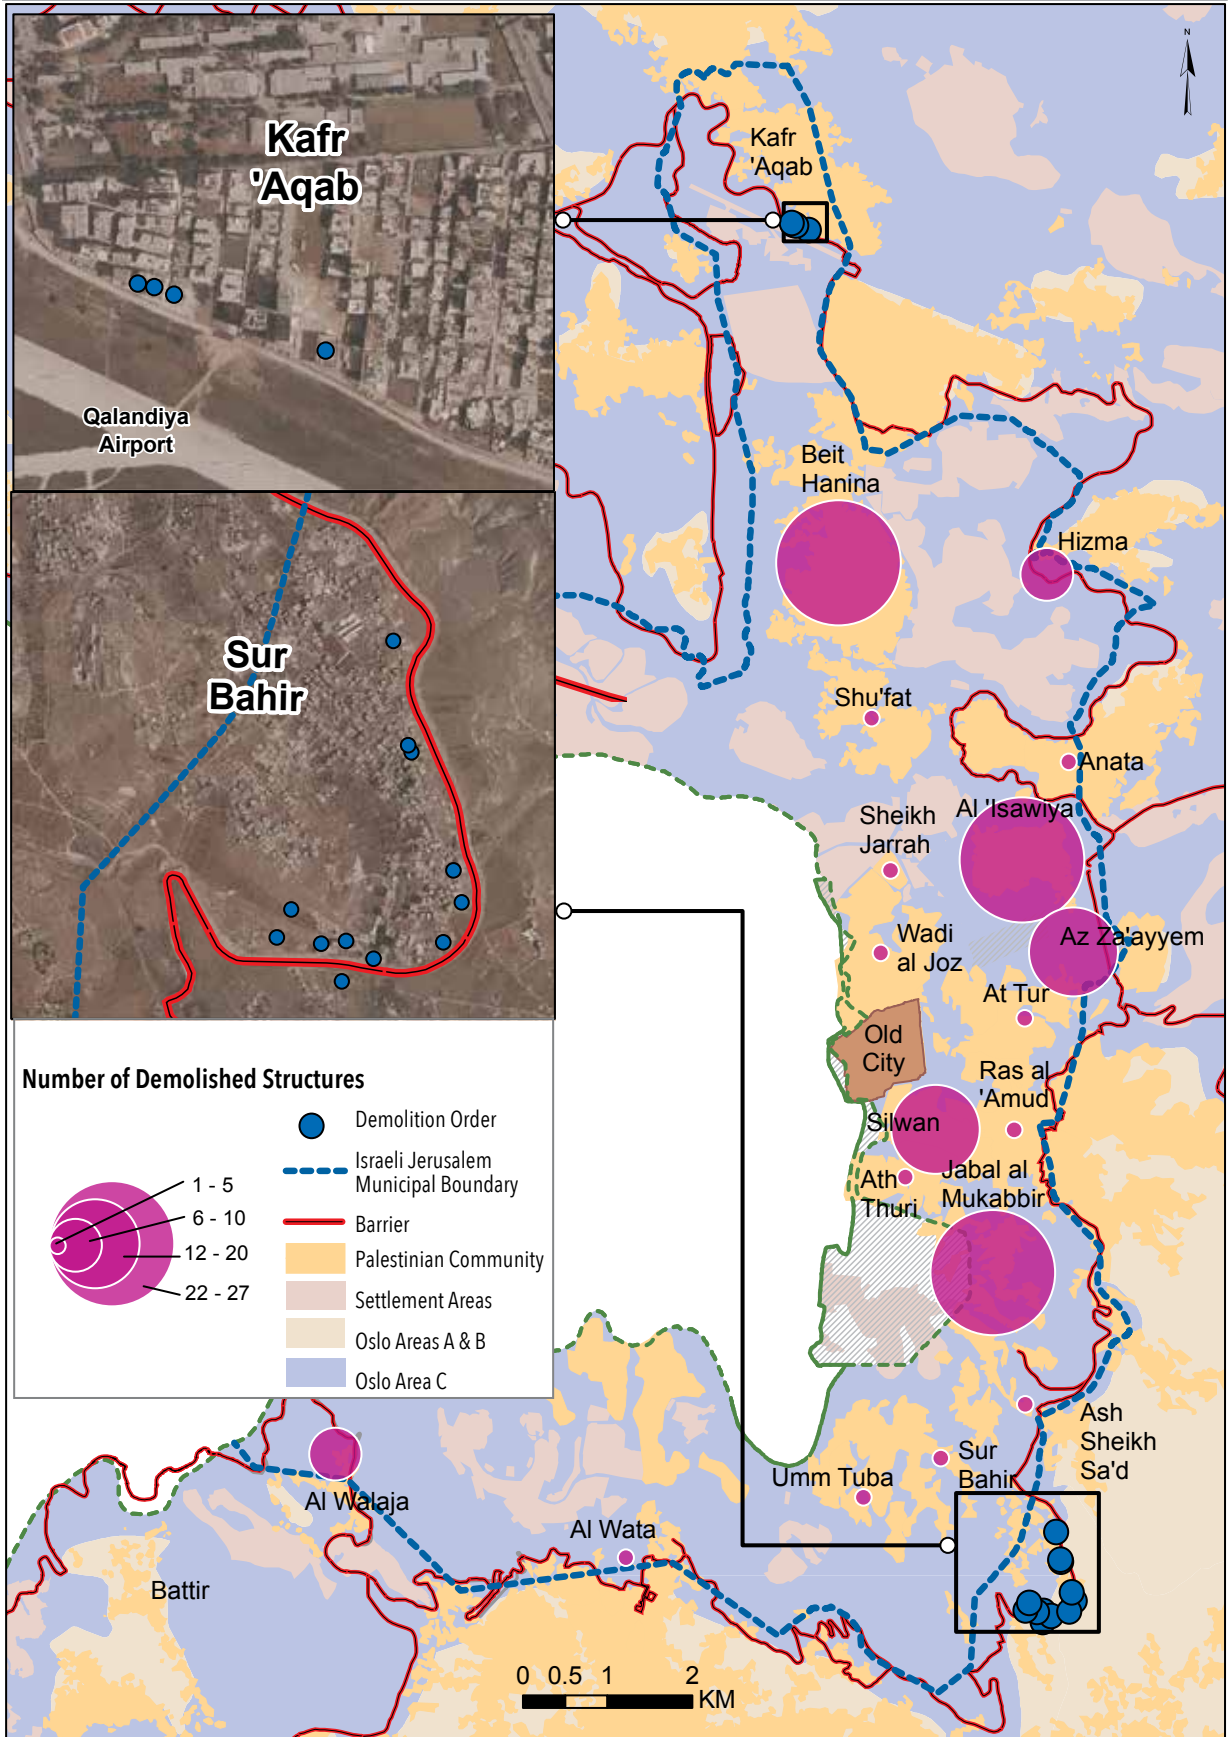 Kafr
'Aqab
Qalandiya
Airport
Sur
Bahir
Number of Demolished Structures
1 - 5
6 - 10
12 - 20
22 - 27
Demolition Order
Israeli Jerusalem
Municipal Boundary
Barrier
Palestinian Community
Settlement Areas
Oslo Areas A & B
Oslo Area C
N
Kafr
'Aqab
Beit
Hanina
Hizma
Shu'fat
Anata
Sheikh
Jarrah
Al 'Isawiya
Wadi
al Joz
Az Za'ayyem
At Tur
Old
City
Ras al
'Amud
Silwan
Ath
Thuri
Jabal al
Mukabbir
Ash
Sheikh
Sa'd
Sur
Bahir
Umm Tuba
Al Walaja
Al Wata
Battir
0 0.5 1 2
KM